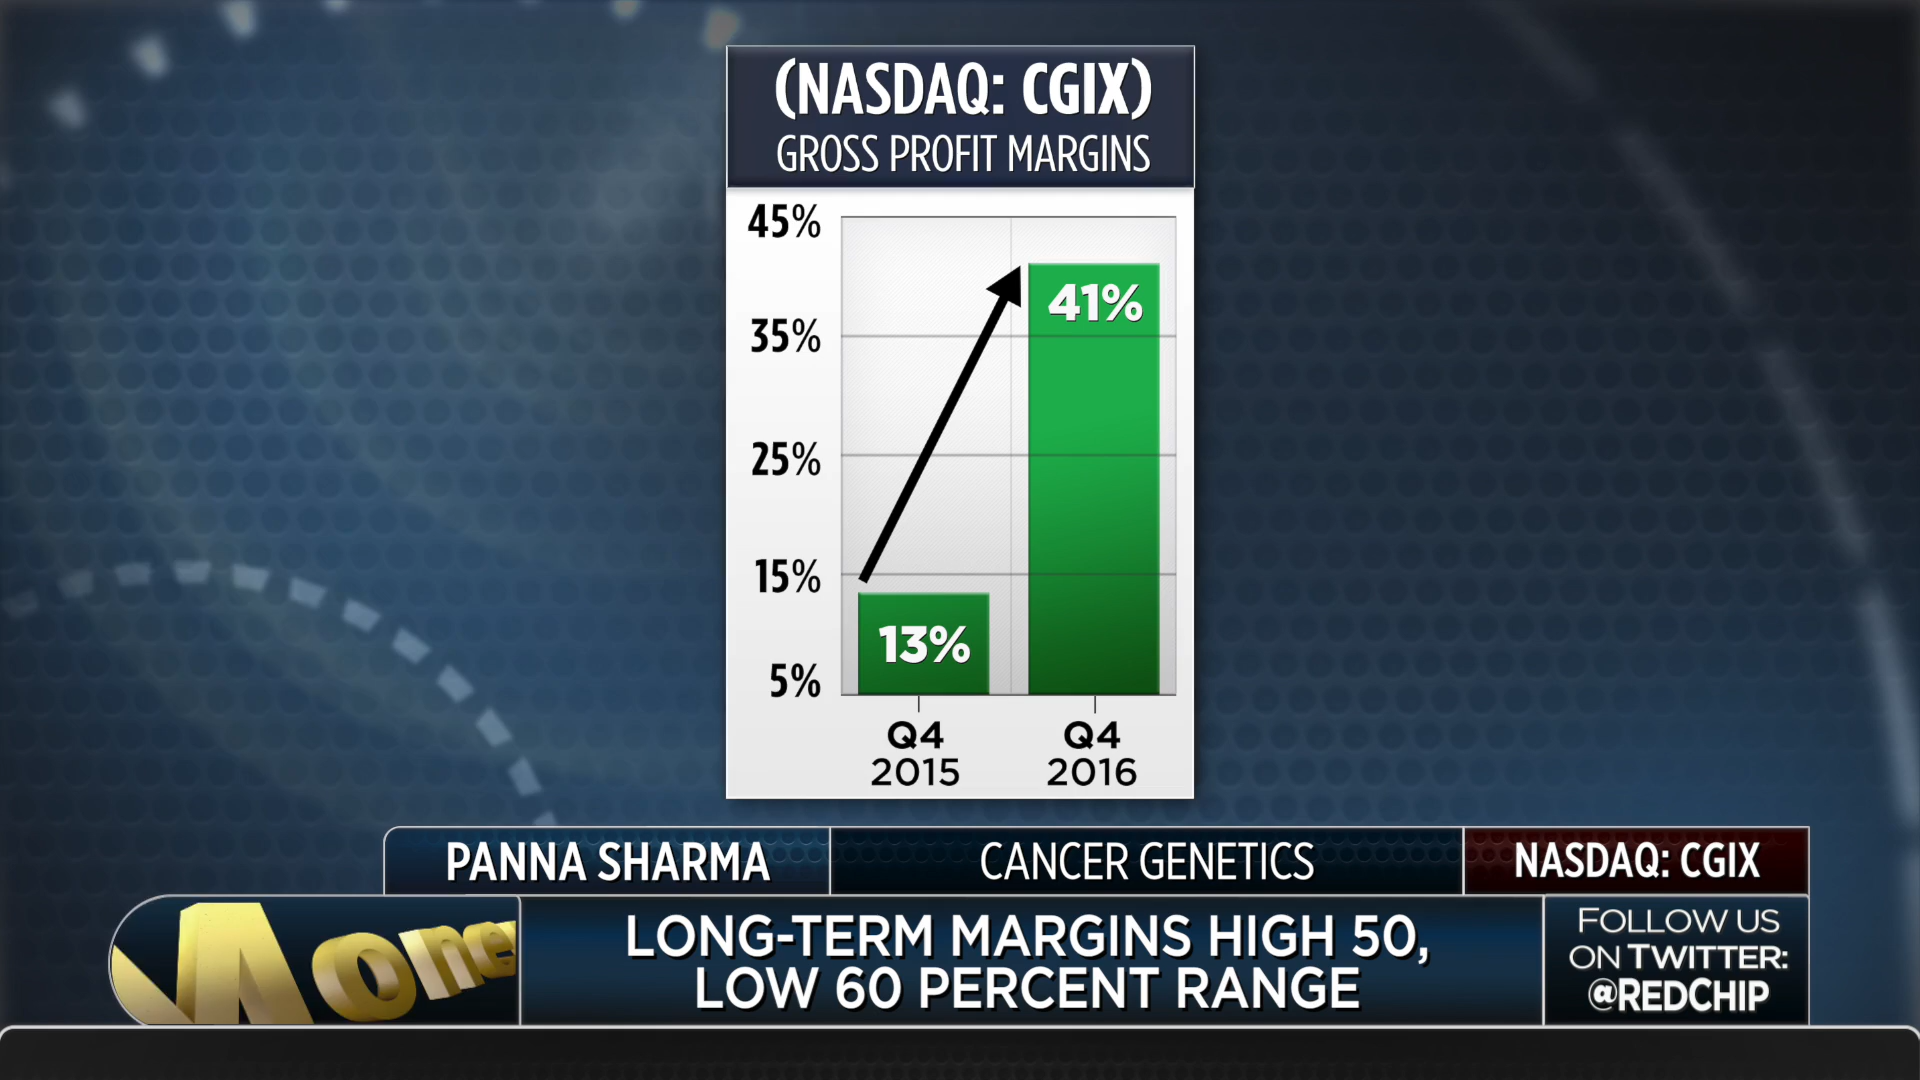 (NASDAQ: CGIX)
GROSS PROFIT MARGINS
45%
35%
25%
15%
5%
41%
13%
Q4
2015
Q4
2016
PANNA SHARMA
CANCER GENETICS
NASDAQ: CGIX
Mone
LONG-TERM MARGINS HIGH 50,
LOW 60 PERCENT RANGE
FOLLOW US
ON TWITTER:
@REDCHIP